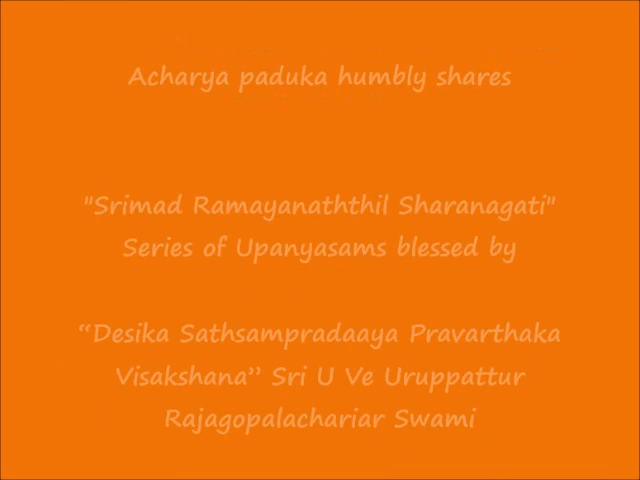 Acharya paduka humbly shares
"Srimad Ramayanaththil Sharanagati"
Series of Upanyasams blessed by
“Desika Sathsampradaaya Pravarthaka
Visakshana” Sri U Ve Uruppattur
Rajagopalachariar Swami